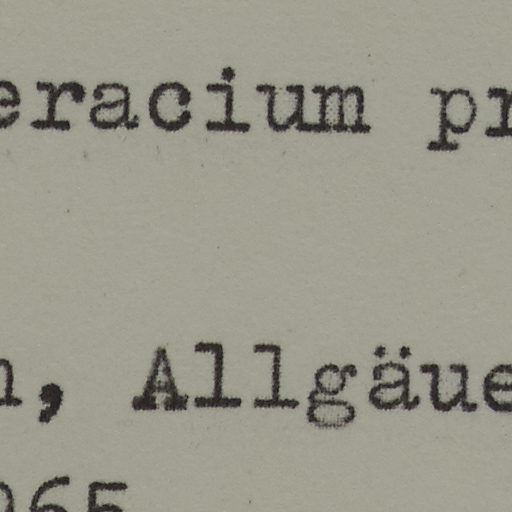 eracium pr
n, Allgäue
965